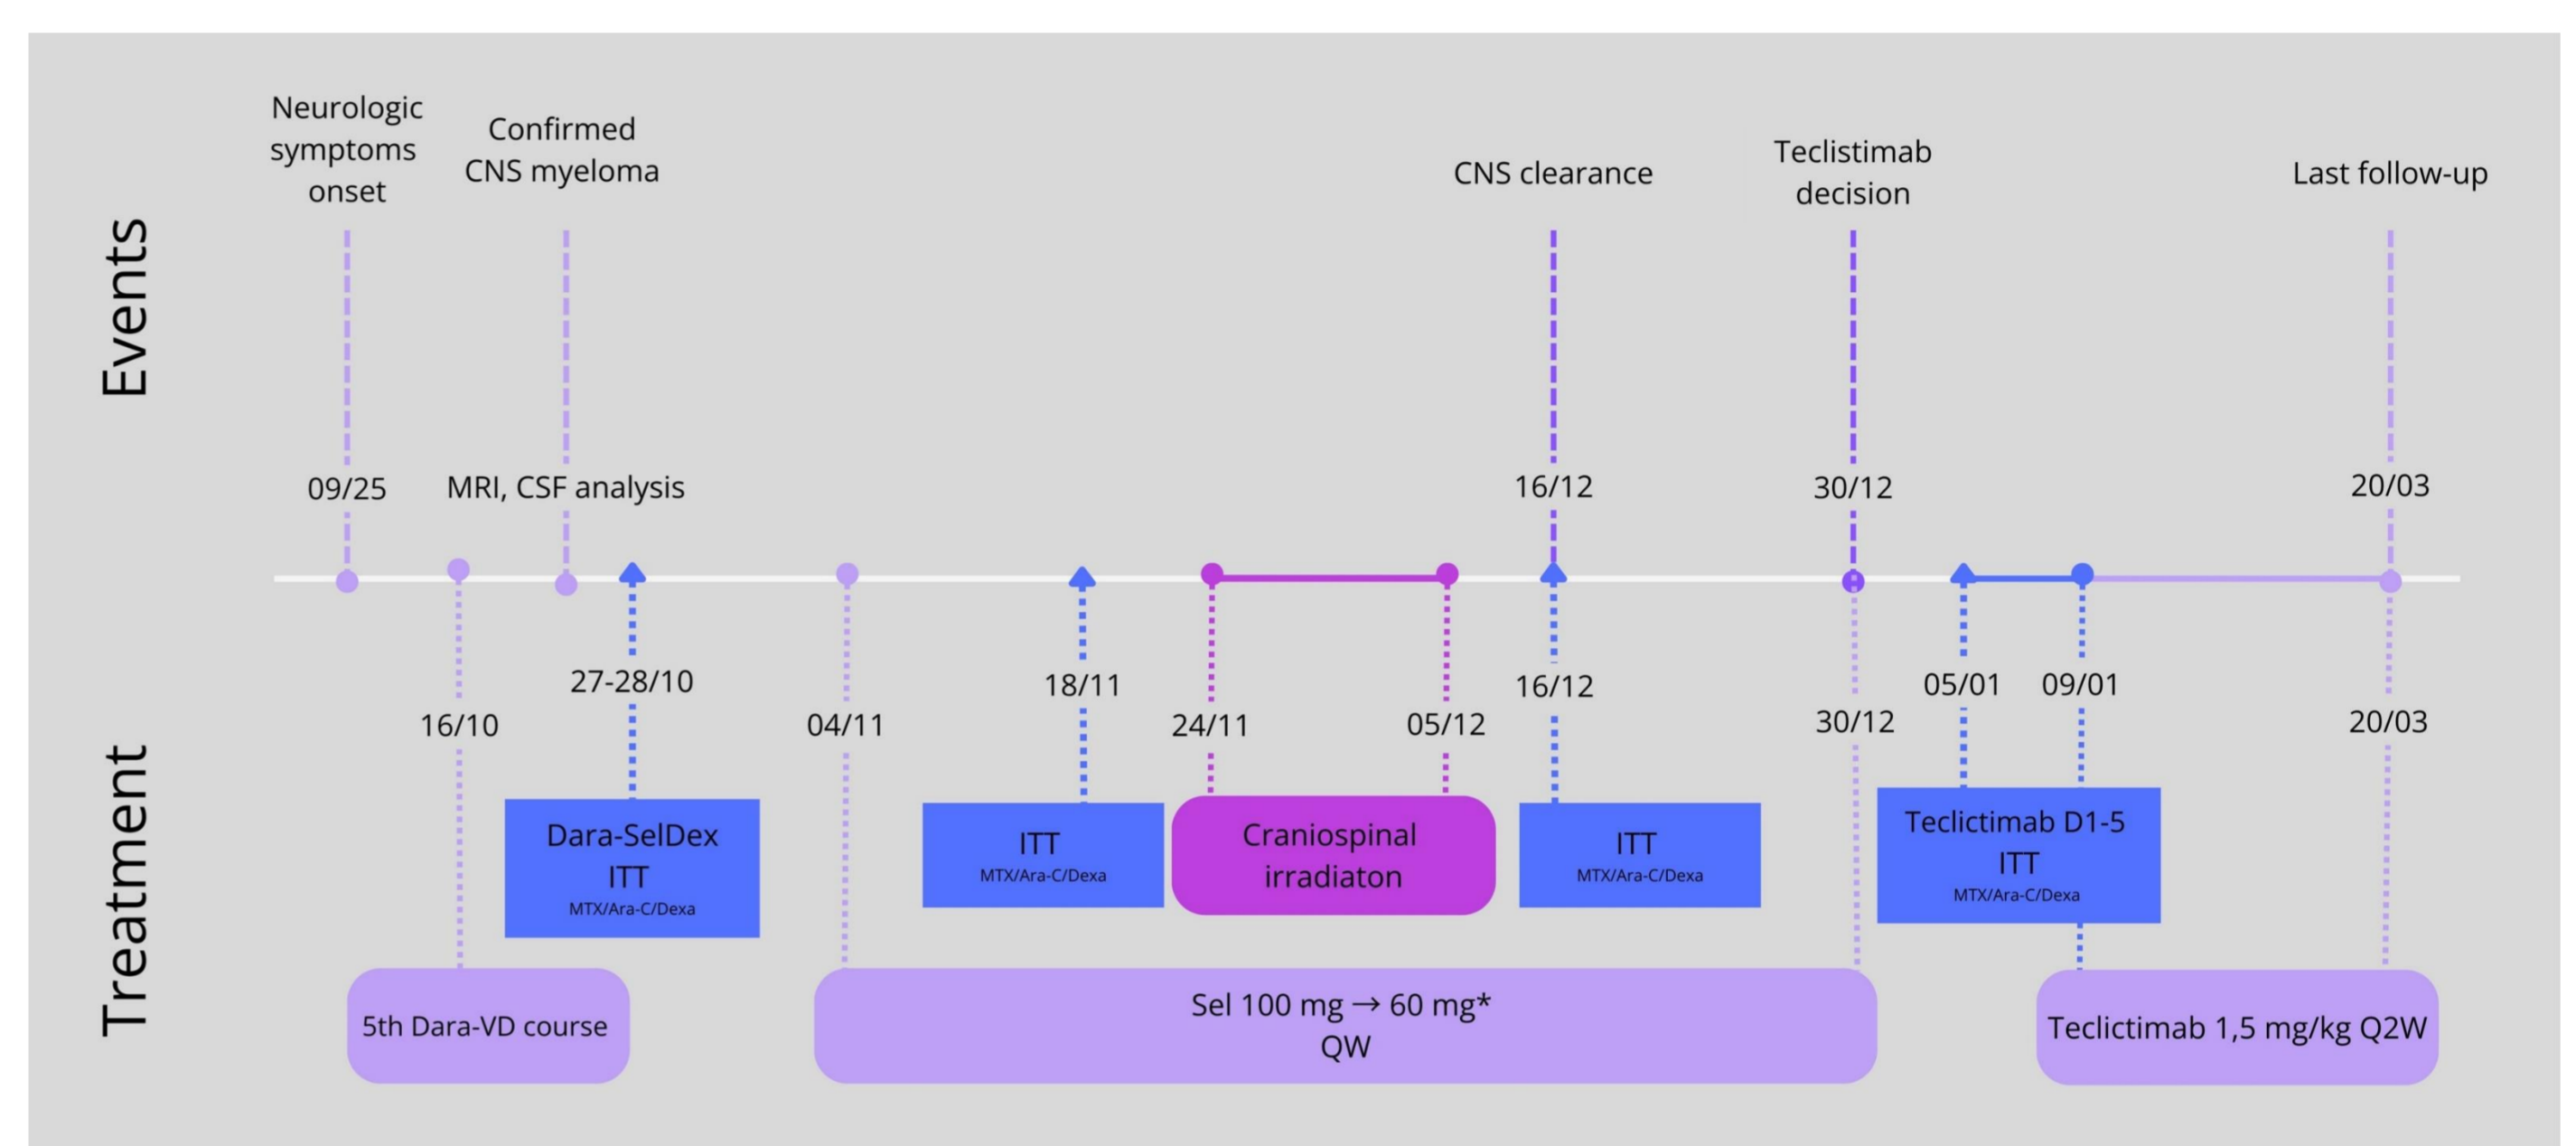 Events
Neurologic
symptoms
onset
Confirmed
CNS myeloma
CNS clearance
Teclistimab
decision
Last follow-up
09/25
MRI, CSF analysis
16/12
30/12
20/03
Treatment
16/10
27-28/10
04/11
18/11
24/11
05/12
16/12
30/12
05/01
09/01
20/03
Dara-SelDex
ITT
MTX/Ara-C/Dexa
ITT
MTX/Ara-C/Dexa
Craniospinal
irradiaton
ITT
MTX/Ara-C/Dexa
Teclictimab D1-5
ITT
MTX/Ara-C/Dexa
5th Dara-VD course
Sel 100 mg → 60 mg*
QW
Teclictimab 1,5 mg/kg Q2W